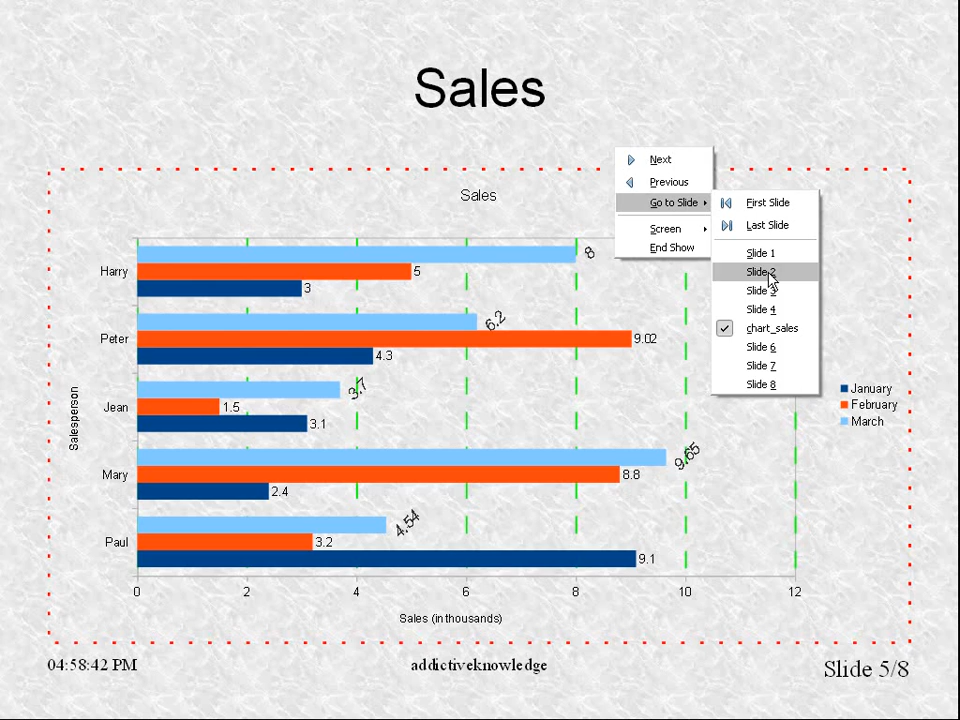 Sales
Next
Previous
Go to Slide
Screen
End Show
First Slide
Last Slide
Slide 1
Slide 2
Slide 3
Slide 4
chart_sales
Slide 6
Slide 7
Slide 8
Sales
Salesperson
Harry
8
5
3
Peter
6.2
9.02
4.3
Jean
3.7
1.5
3.1
Mary
9.65
8.8
2.4
Paul
4.54
3.2
9.1
January
February
March
0 2 4 6 8 10 12
Sales (in thousands)
04:58:42 PM addictiveknowledge Slide 5/8